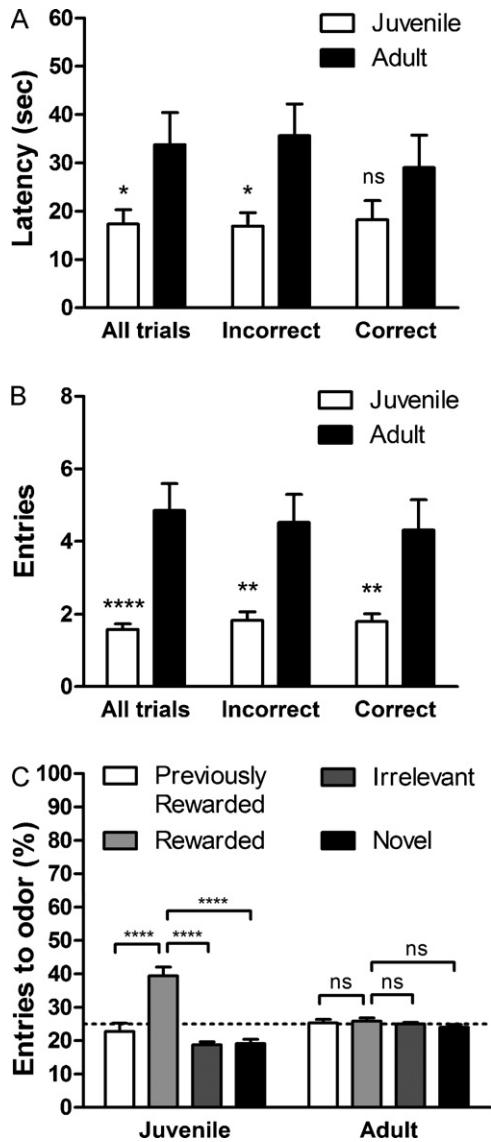 A
60
50
40
30
20
10
0
Latency (sec)
Juvenile
Adult
*
*
ns
All trials
Incorrect
Correct
B
8
6
4
2
0
Entries
Juvenile
Adult
****
**
**
All trials
Incorrect
Correct
C
100
90
80
70
60
50
40
30
20
10
0
Entries to odor (%)
Previously
Rewarded
Rewarded
Irrelevant
Novel
****
****
****
ns
ns
ns
Juvenile
Adult